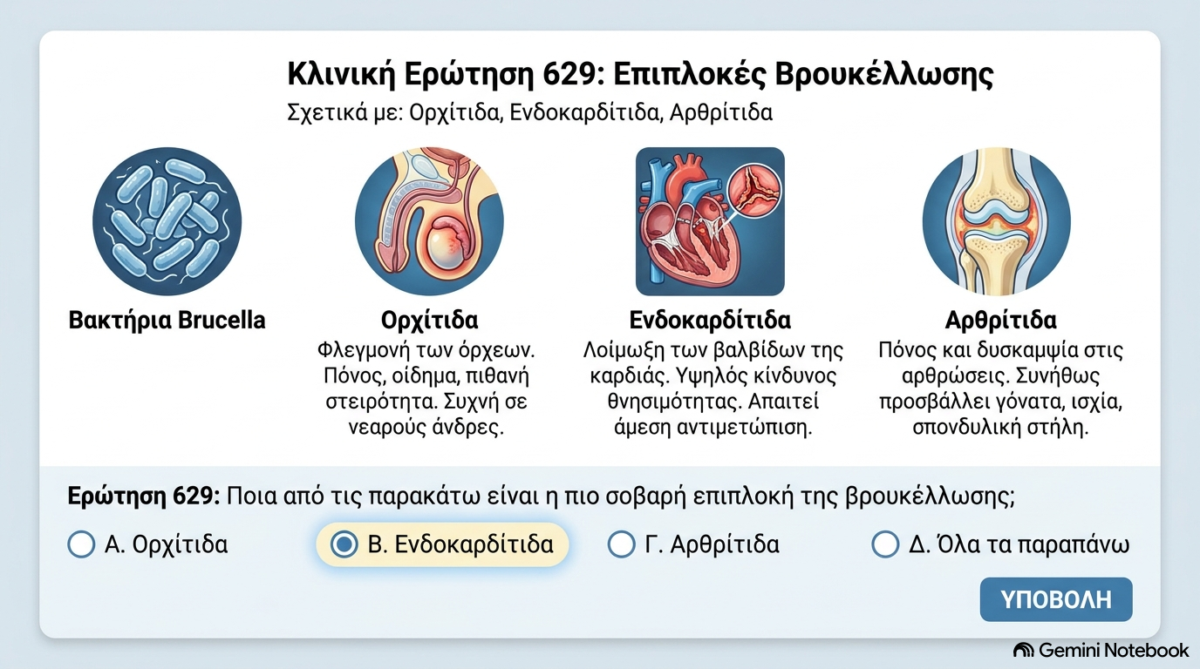 Κλινική Ερώτηση 629: Επιπλοκές Βρουκέλλωσης
Σχετικά με: Ορχίτιδα, Ενδοκαρδίτιδα, Αρθρίτιδα
Βακτήρια Brucella
Ορχίτιδα
Φλεγμονή των όρχεων.
Πόνος, οίδημα, πιθανή
στειρότητα. Συχνή σε
νεαρούς άνδρες.
Ενδοκαρδίτιδα
Λοίμωξη των βαλβίδων της
καρδιάς. Υψηλός κίνδυνος
θνησιμότητας. Απαιτεί
άμεση αντιμετώπιση.
Αρθρίτιδα
Πόνος και δυσκαμψία στις
αρθρώσεις. Συνήθως
προσβάλλει γόνατα, ισχία,
σπονδυλική στήλη.
Ερώτηση 629: Ποια από τις παρακάτω είναι η πιο σοβαρή επιπλοκή της βρουκέλλωσης;
Α. Ορχίτιδα
Β. Ενδοκαρδίτιδα
Γ. Αρθρίτιδα
Δ. Όλα τα παραπάνω
ΥΠΟΒΟΛΗ
Gemini Notebook